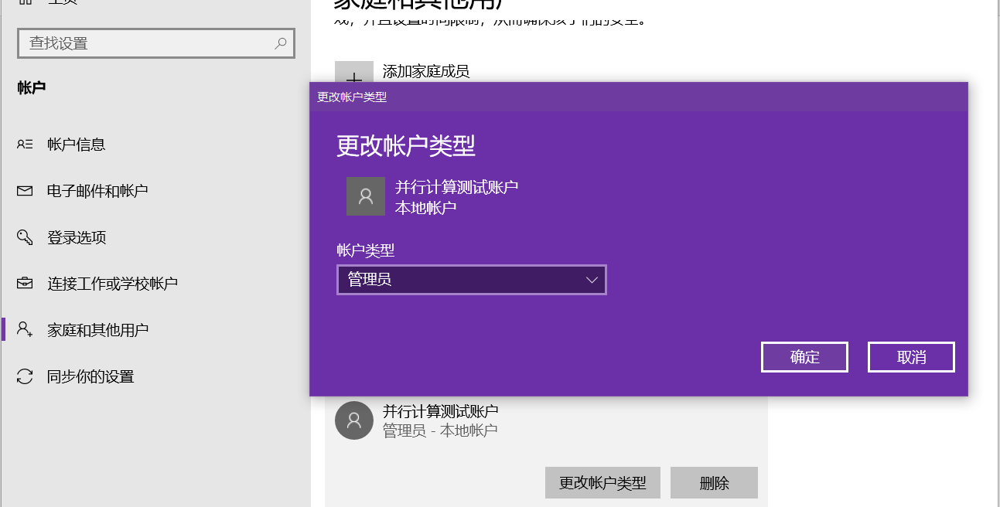 主页
查找设置
帐户
帐户信息
电子邮件和帐户
登录选项
连接工作或学校帐户
家庭和其他用户
同步你的设置
家庭和其他用户
戏，并且设置时间限制，从而确保孩子们的安全。
添加家庭成员
更改帐户类型
更改帐户类型
并行计算测试账户
本地帐户
帐户类型
管理员
确定
取消
并行计算测试账户
管理员 - 本地帐户
更改帐户类型
删除